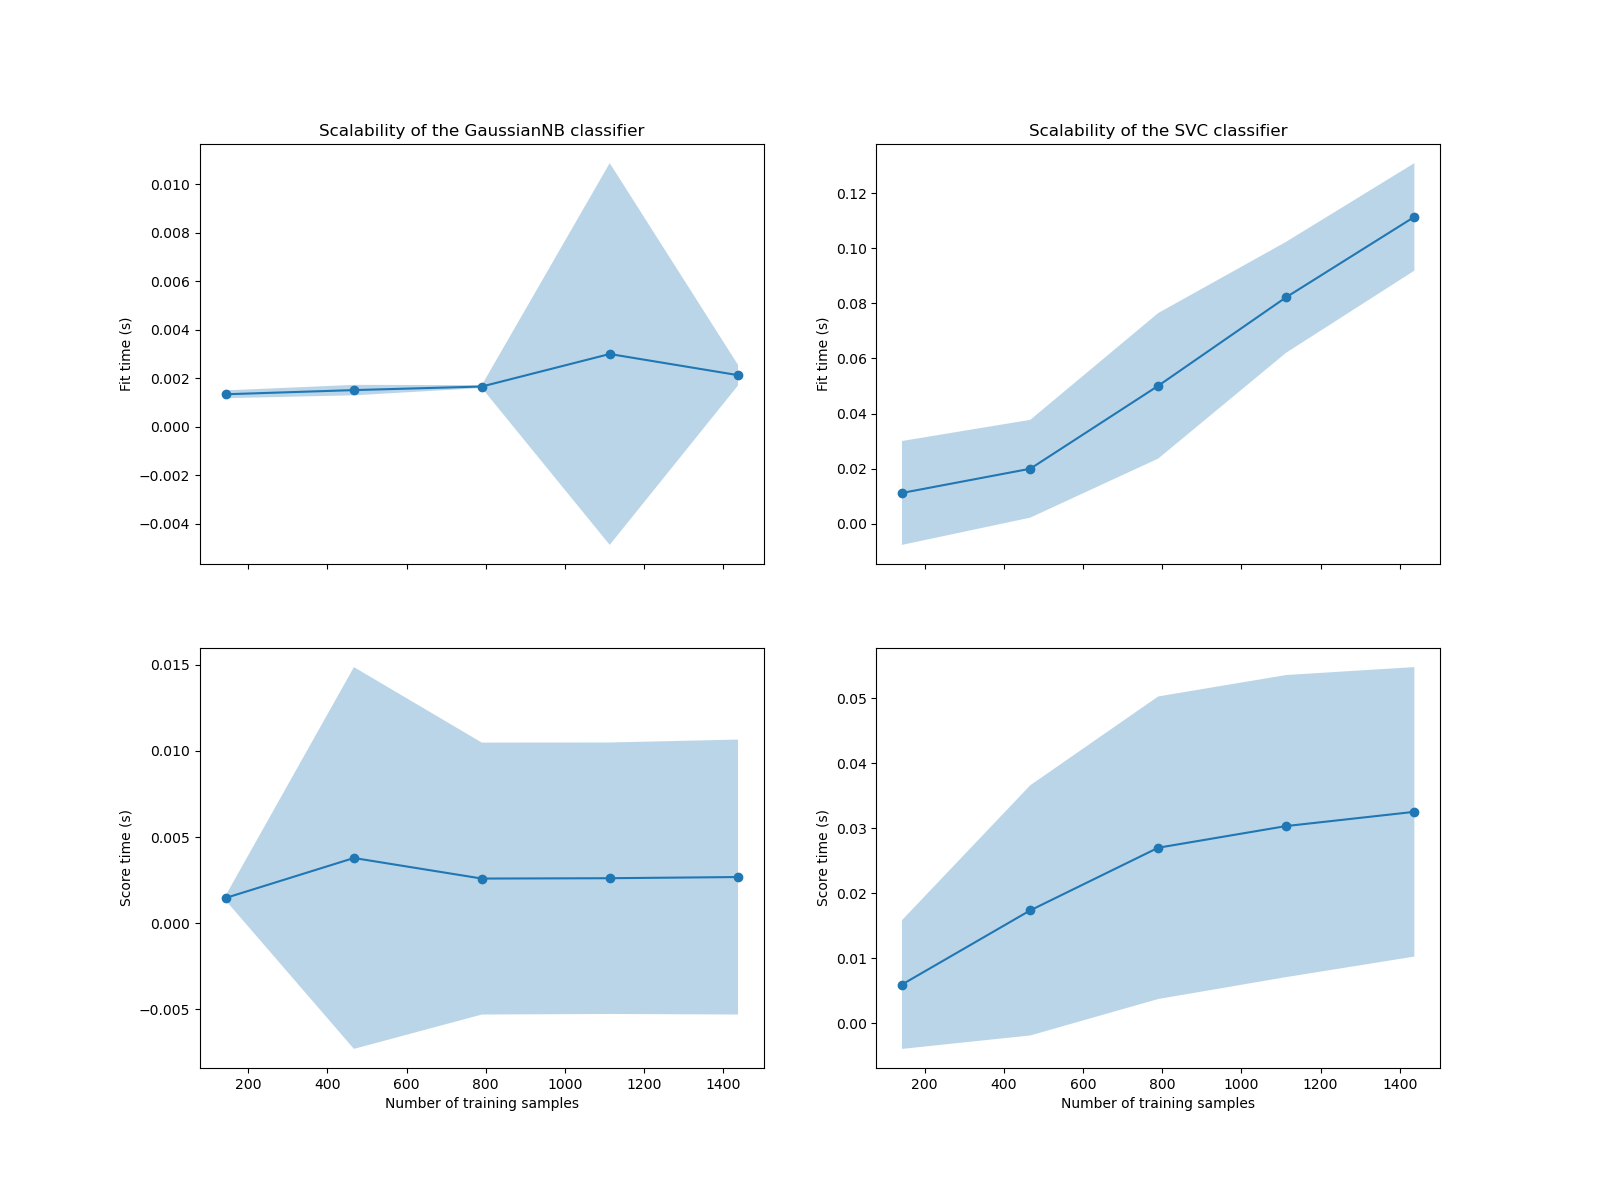 Scalability of the GaussianNB classifier
Fit time (s)
0.010
0.008
0.006
0.004
0.002
0.000
−0.002
−0.004
Scalability of the SVC classifier
Fit time (s)
0.12
0.10
0.08
0.06
0.04
0.02
0.00
Score time (s)
0.015
0.010
0.005
0.000
−0.005
200 400 600 800 1000 1200 1400
Number of training samples
Score time (s)
0.05
0.04
0.03
0.02
0.01
0.00
200 400 600 800 1000 1200 1400
Number of training samples